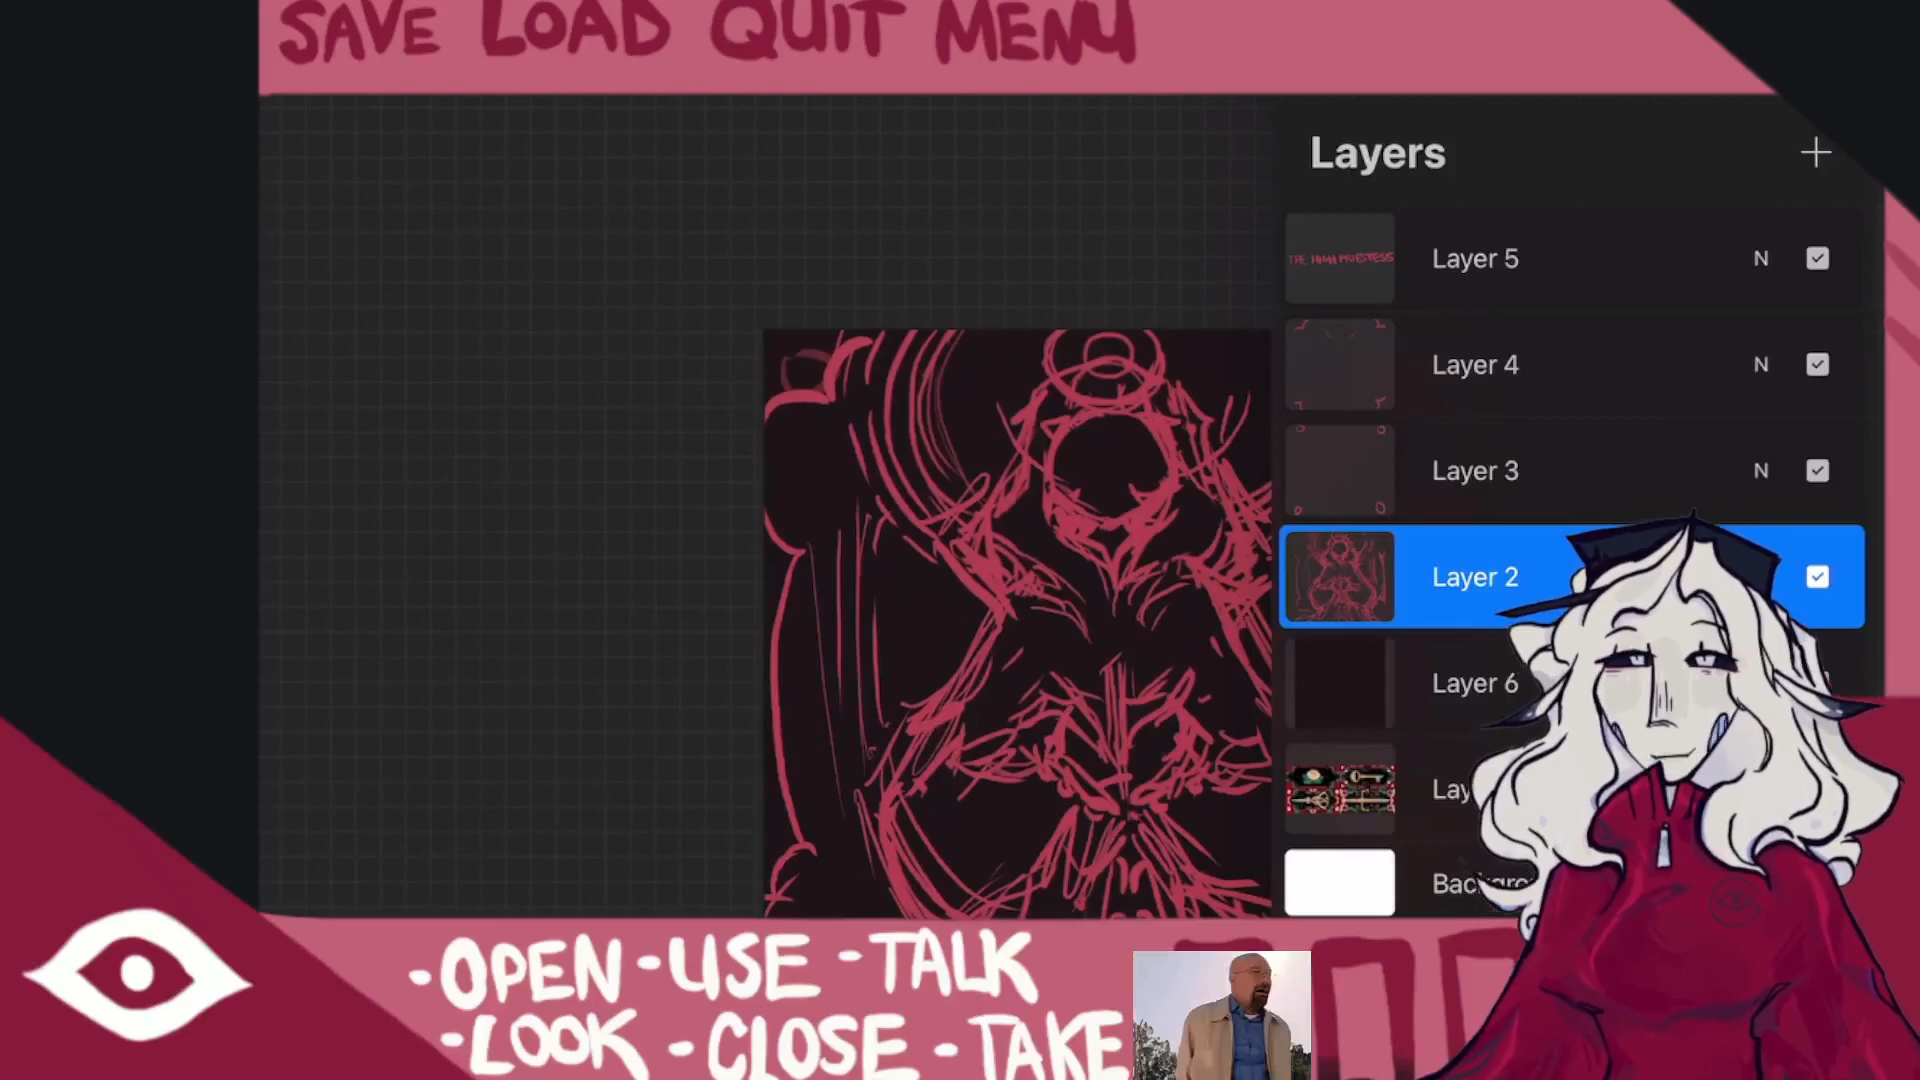 SAVE LOAD QUIT MENU
Layers
Layer 5 N
THE HIGH PRIESTESS
Layer 4 N
Layer 3 N
Layer 2
Layer 6
-OPEN -USE -TALK
-LOOK -CLOSE -TAKE